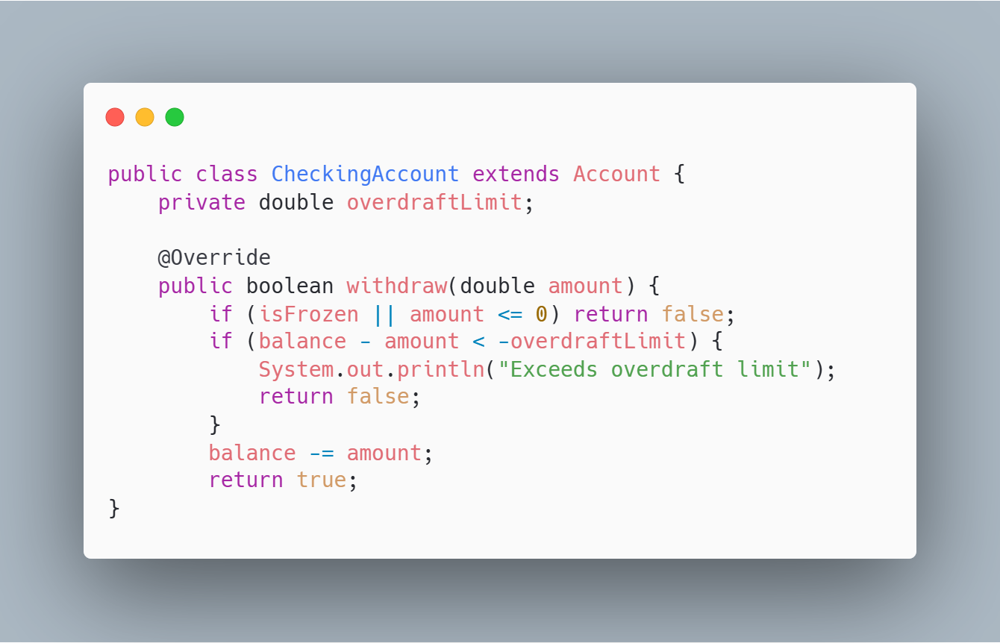 public class CheckingAccount extends Account {
    private double overdraftLimit;

    @Override
    public boolean withdraw(double amount) {
        if (isFrozen || amount <= 0) return false;
        if (balance - amount < -overdraftLimit) {
            System.out.println("Exceeds overdraft limit");
            return false;
        }
        balance -= amount;
        return true;
}